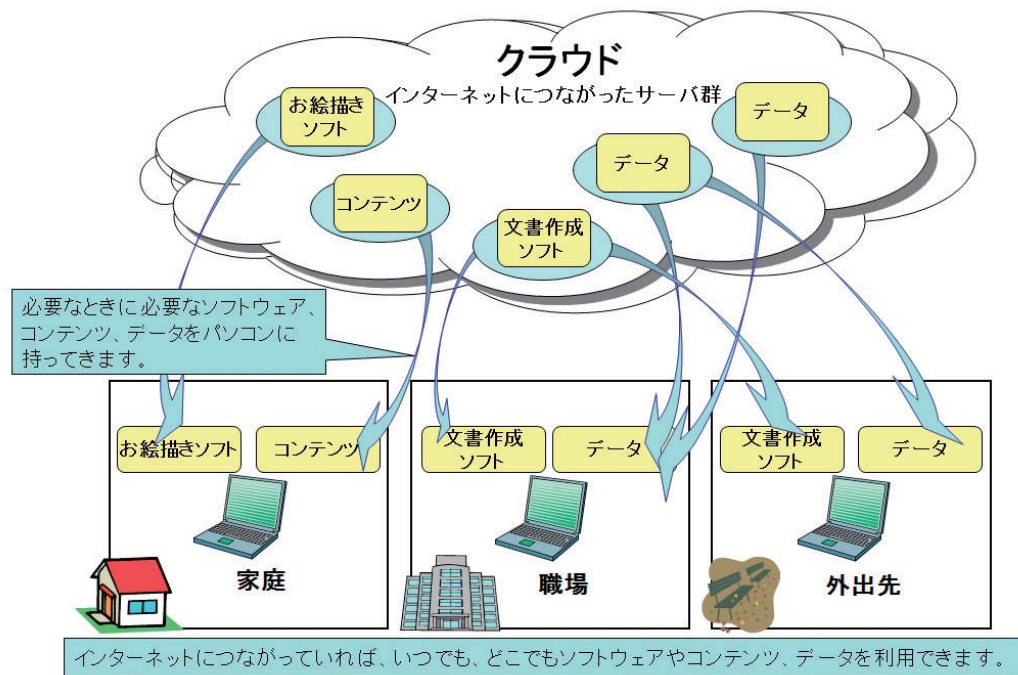 クラウド
インターネットにつながったサーバ群
お絵描き
ソフト
データ
データ
コンテンツ
文書作成
ソフト
必要なときに必要なソフトウェア、
コンテンツ、データをパソコンに
持ってきます。
お絵描きソフト
コンテンツ
文書作成
ソフト
データ
文書作成
ソフト
データ
家庭
職場
外出先
インターネットにつながっていれば、いつでも、どこでもソフトウェアやコンテンツ、データを利用できます。